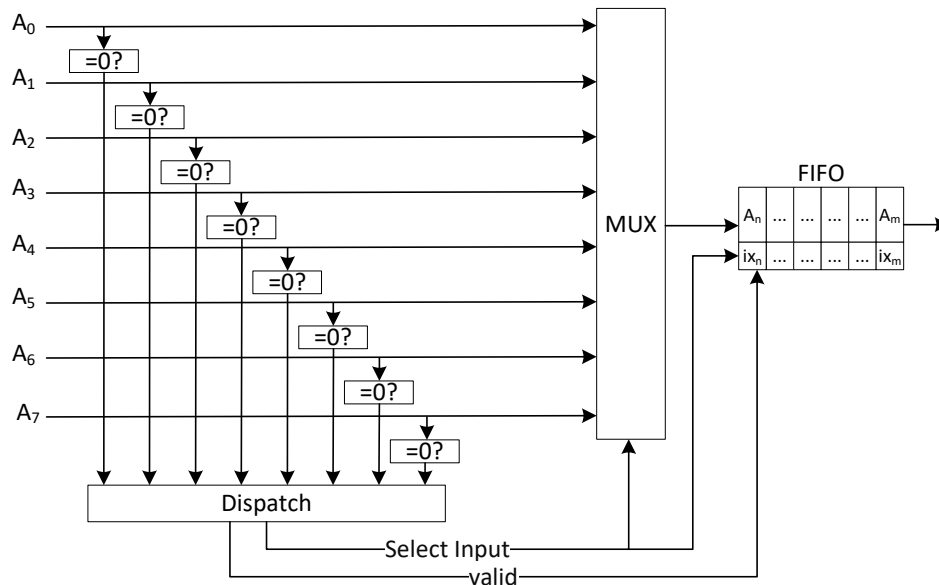 A₀
=0?
A₁
=0?
A₂
=0?
A₃
=0?
A₄
=0?
A₅
=0?
A₆
=0?
A₇
=0?
Dispatch
Select Input
valid
MUX
FIFO
Aₙ ... ... ... ... Aₘ
ixₙ ... ... ... ... ixₘ